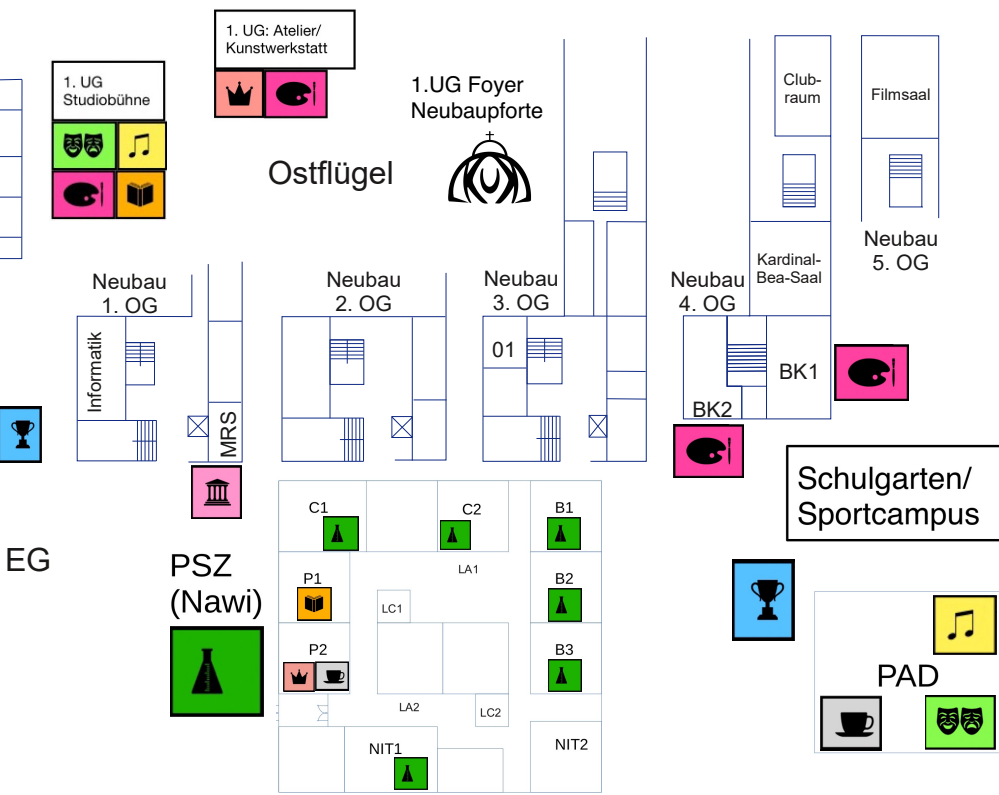 1. UG: Atelier/
Kunstwerkstatt
1. UG
Studiobühne
1.UG Foyer
Neubaupforte
Ostflügel
Club-
raum
Filmsaal
Neubau
1. OG
Neubau
2. OG
Neubau
3. OG
Neubau
4. OG
Kardinal-
Bea-Saal
Neubau
5. OG
Informatik
MRS
01
BK1
BK2
Schulgarten/
Sportcampus
EG
PSZ
(Nawi)
C1
C2
B1
LA1
P1
LC1
B2
P2
B3
LA2
LC2
NIT1
NIT2
PAD